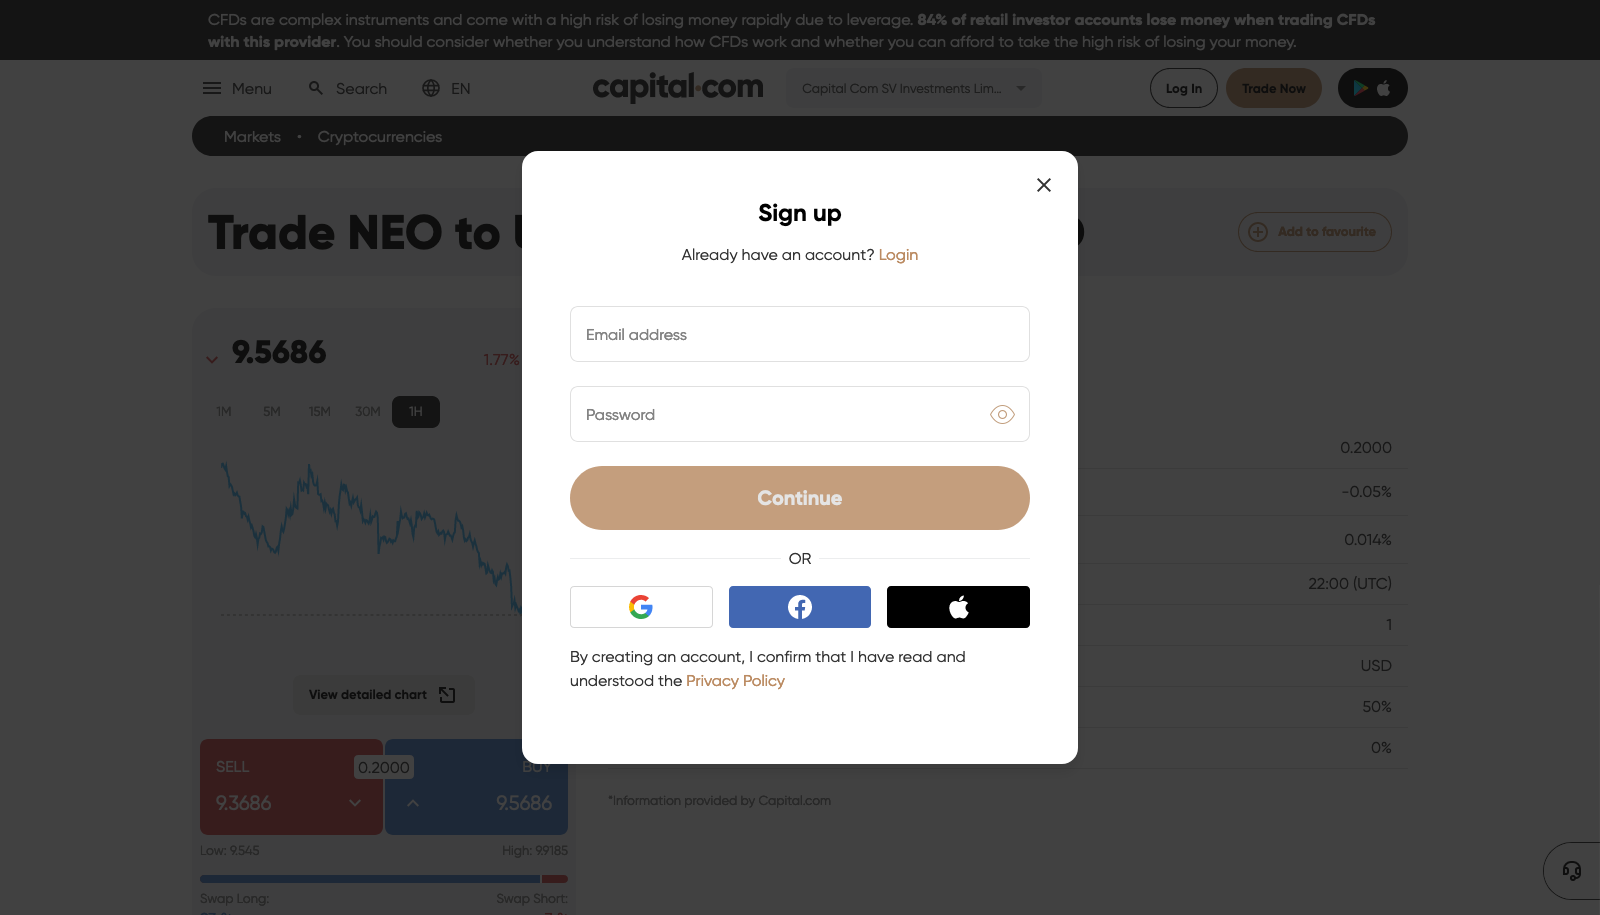 CFDs are complex instruments and come with a high risk of losing money rapidly due to leverage. 84% of retail investor accounts lose money when trading CFDs
with this provider. You should consider whether you understand how CFDs work and whether you can afford to take the high risk of losing your money.
Menu Search EN capital.com Capital Com SV Investments Lim... Log In Trade Now
Markets • Cryptocurrencies
Sign up
Trade NEO to Add to favourite
Already have an account? Login
Email address
9.5686 1.77%
1M 5M 15M 30M 1H
Password
0.2000
-0.05%
Continue
0.014%
OR
22:00 (UTC)
1
By creating an account, I confirm that I have read and
understood the Privacy Policy
USD
View detailed chart
50%
0%
SELL 0.2000 BUY
9.3686 9.5686
*Information provided by Capital.com
Low: 9.545 High: 9.9185
Swap Long: Swap Short: